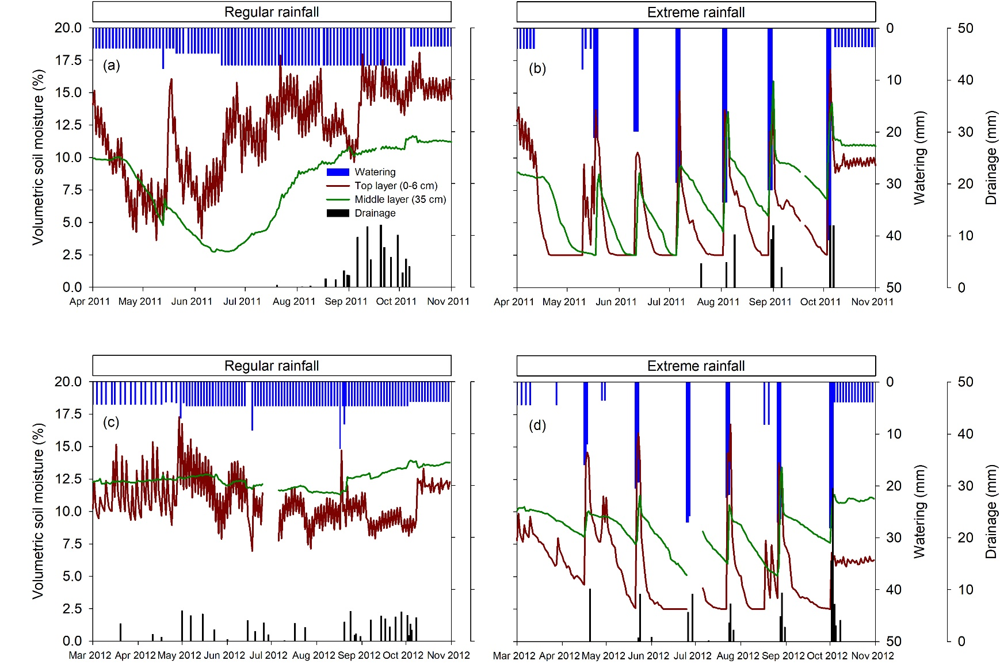 Regular rainfall
Extreme rainfall
20.0
17.5
15.0
12.5
10.0
7.5
5.0
2.5
0.0
Volumetric soil moisture (%)
(a)
Watering
Top layer (0-6 cm)
Middle layer (35 cm)
Drainage
Apr 2011 May 2011 Jun 2011 Jul 2011 Aug 2011 Sep 2011 Oct 2011 Nov 2011
(b)
0
10
20
30
40
50
Watering (mm)
50
40
30
20
10
0
Drainage (mm)
Apr 2011 May 2011 Jun 2011 Jul 2011 Aug 2011 Sep 2011 Oct 2011 Nov 2011
Regular rainfall
Extreme rainfall
20.0
17.5
15.0
12.5
10.0
7.5
5.0
2.5
0.0
Volumetric soil moisture (%)
(c)
Mar 2012 Apr 2012 May 2012 Jun 2012 Jul 2012 Aug 2012 Sep 2012 Oct 2012 Nov 2012
(d)
0
10
20
30
40
50
Watering (mm)
50
40
30
20
10
0
Drainage (mm)
Mar 2012 Apr 2012 May 2012 Jun 2012 Jul 2012 Aug 2012 Sep 2012 Oct 2012 Nov 2012